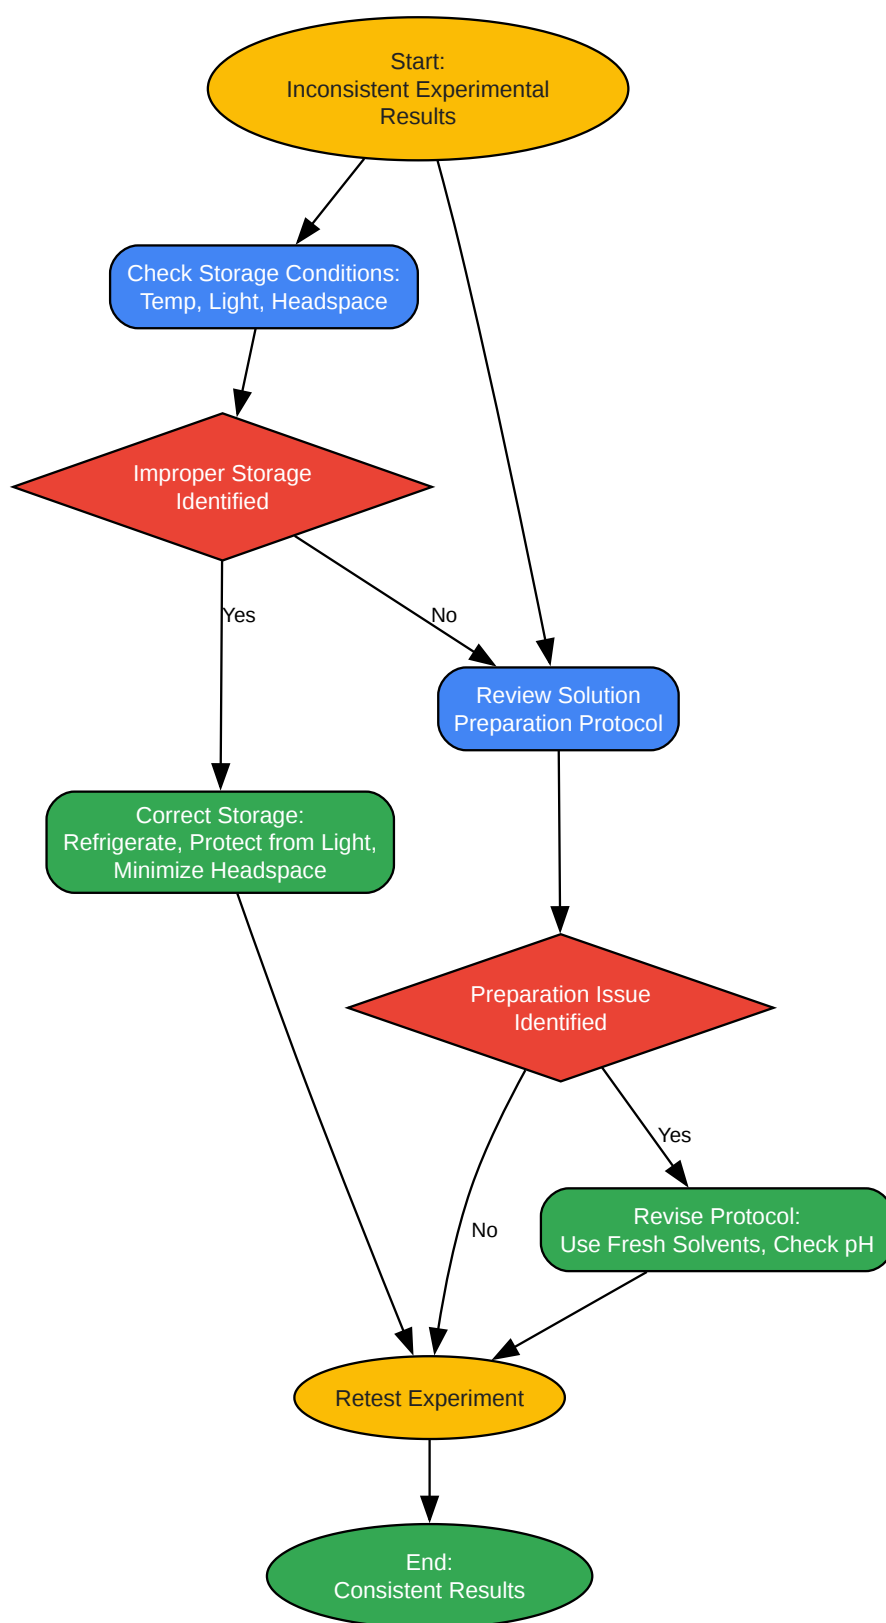 Start:
Inconsistent Experimental
Results
Check Storage Conditions:
Temp, Light, Headspace
Improper Storage
Identified
Yes
No
Review Solution
Preparation Protocol
Correct Storage:
Refrigerate, Protect from Light,
Minimize Headspace
Preparation Issue
Identified
Yes
No
Revise Protocol:
Use Fresh Solvents, Check pH
Retest Experiment
End:
Consistent Results